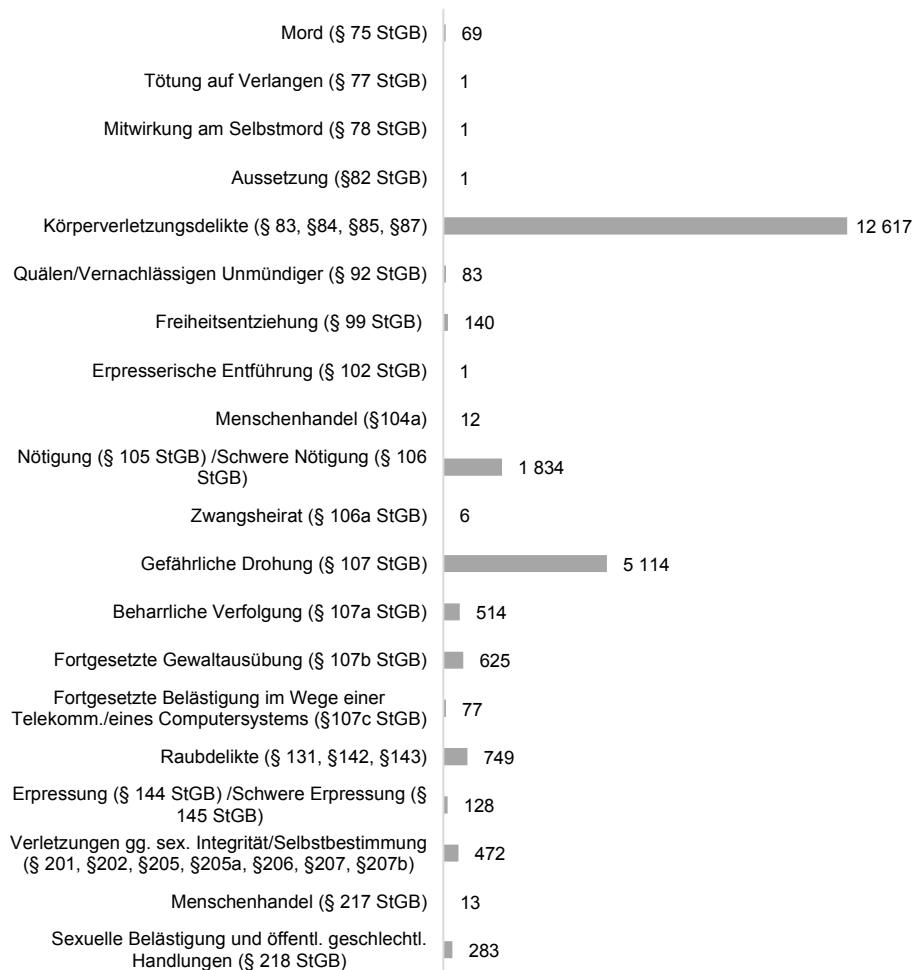 Mord (§ 75 StGB) 69
Tötung auf Verlangen (§ 77 StGB) 1
Mitwirkung am Selbstmord (§ 78 StGB) 1
Aussetzung (§82 StGB) 1
Körperverletzungsdelikte (§ 83, §84, §85, §87) 12 617
Quälen/Vernachlässigen Unmündiger (§ 92 StGB) 83
Freiheitsentziehung (§ 99 StGB) 140
Erpresserische Entführung (§ 102 StGB) 1
Menschenhandel (§104a) 12
Nötigung (§ 105 StGB) /Schwere Nötigung (§ 106
StGB) 1 834
Zwangsheirat (§ 106a StGB) 6
Gefährliche Drohung (§ 107 StGB) 5 114
Beharrliche Verfolgung (§ 107a StGB) 514
Fortgesetzte Gewaltausübung (§ 107b StGB) 625
Fortgesetzte Belästigung im Wege einer
Telekomm./eines Computersystems (§107c StGB) 77
Raubdelikte (§ 131, §142, §143) 749
Erpressung (§ 144 StGB) /Schwere Erpressung (§
145 StGB) 128
Verletzungen gg. sex. Integrität/Selbstbestimmung
(§ 201, §202, §205, §205a, §206, §207, §207b) 472
Menschenhandel (§ 217 StGB) 13
Sexuelle Belästigung und öffentl. geschlechtl.
Handlungen (§ 218 StGB) 283